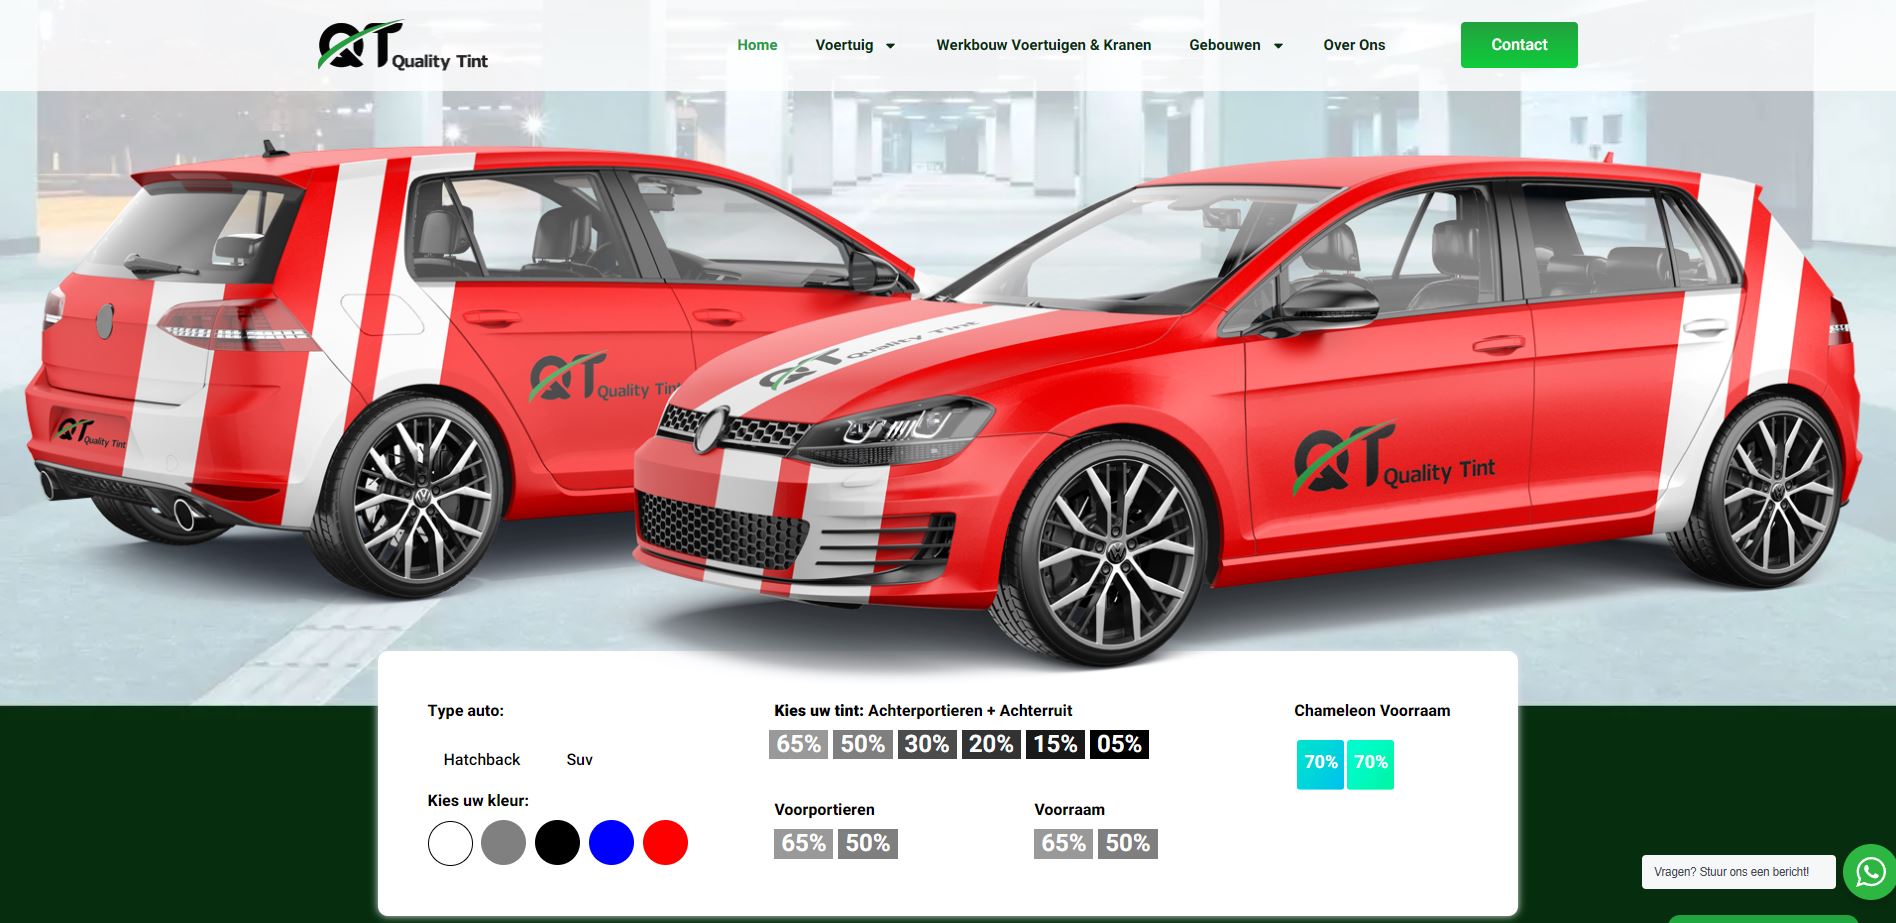 QT Quality Tint
Home
Voertuig
Werkbouw Voertuigen & Kranen
Gebouwen
Over Ons
Contact
QT Quality Tint
QT Quality Tint
QT Quality Tint
QT Quality Tint
Type auto:
Hatchback
Suv
Kies uw kleur:
Kies uw tint: Achterportieren + Achterruit
65% 50% 30% 20% 15% 05%
Voorportieren
65% 50%
Voorraam
65% 50%
Chameleon Voorraam
70% 70%
Vragen? Stuur ons een bericht!